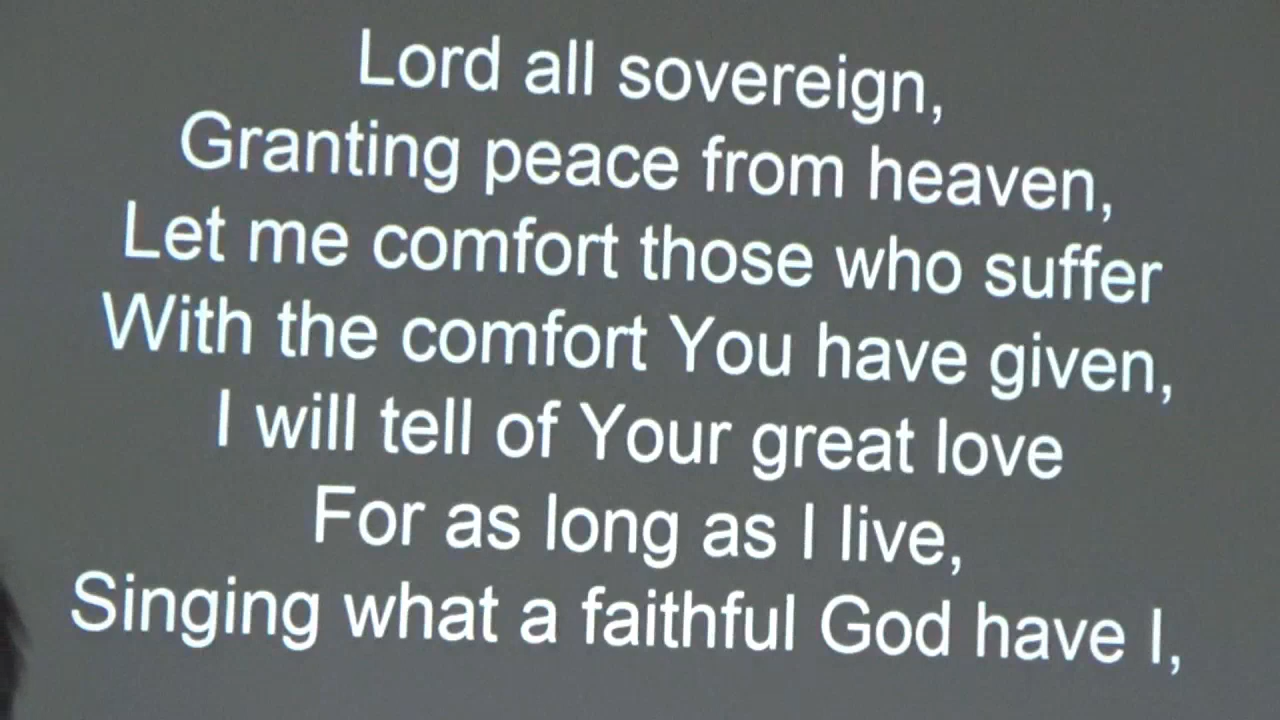 Lord all sovereign,
Granting peace from heaven,
Let me comfort those who suffer
With the comfort You have given,
I will tell of Your great love
For as long as I live,
Singing what a faithful God have I,